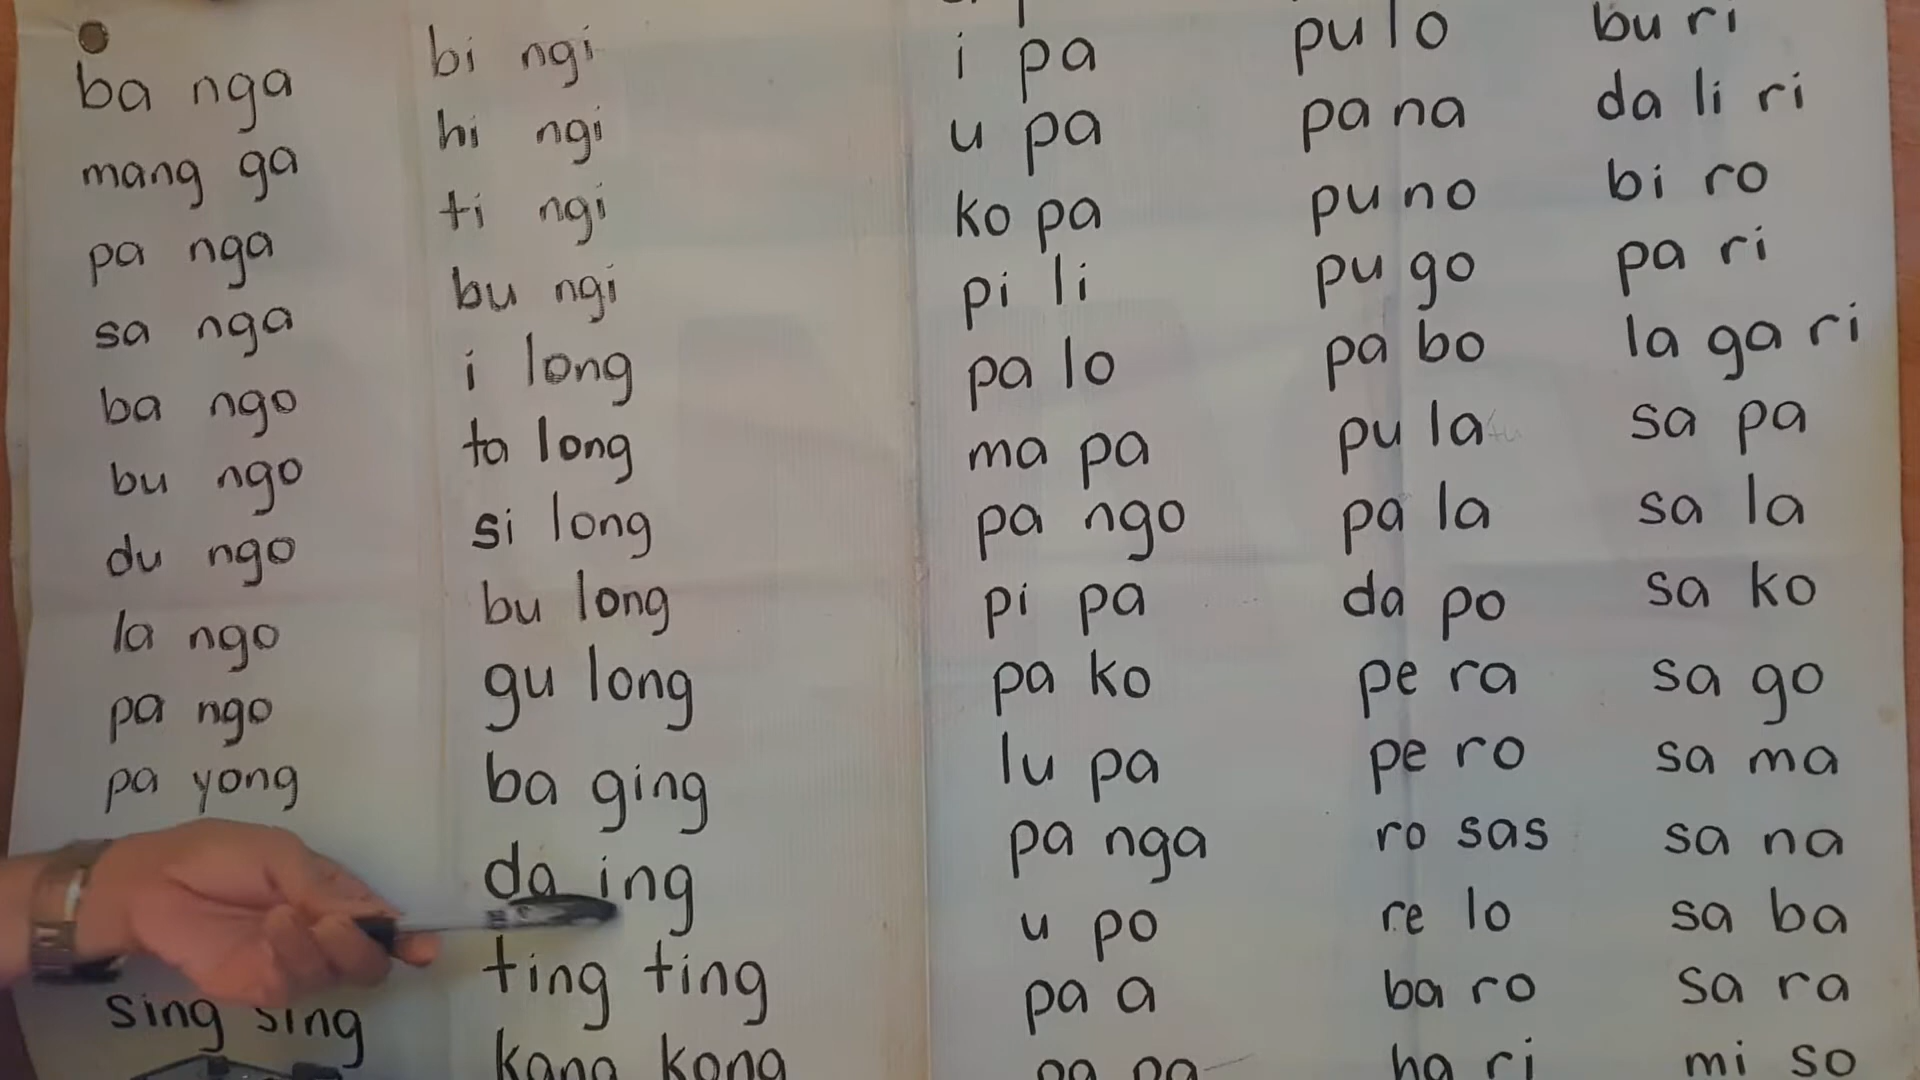 ba nga
mang ga
pa nga
sa nga
ba ngo
bu ngo
du ngo
la ngo
pa ngo
pa yong
sing sing
bi ngi
hi ngi
ti ngi
bu ngi
i long
ta long
si long
bu long
gu long
ba ging
da ing
ting ting
kang kong
i pa
u pa
ko pa
pi li
pa lo
ma pa
pa ngo
pi pa
pa ko
lu pa
pa nga
u po
pa a
pu lo
pa na
pu no
pu go
pa bo
pu la
pa la
da po
pe ra
pe ro
ro sas
re lo
ba ro
ha ri
bu ri
da li ri
bi ro
pa ri
la ga ri
sa pa
sa la
sa ko
sa go
sa ma
sa na
sa ba
sa ra
mi so